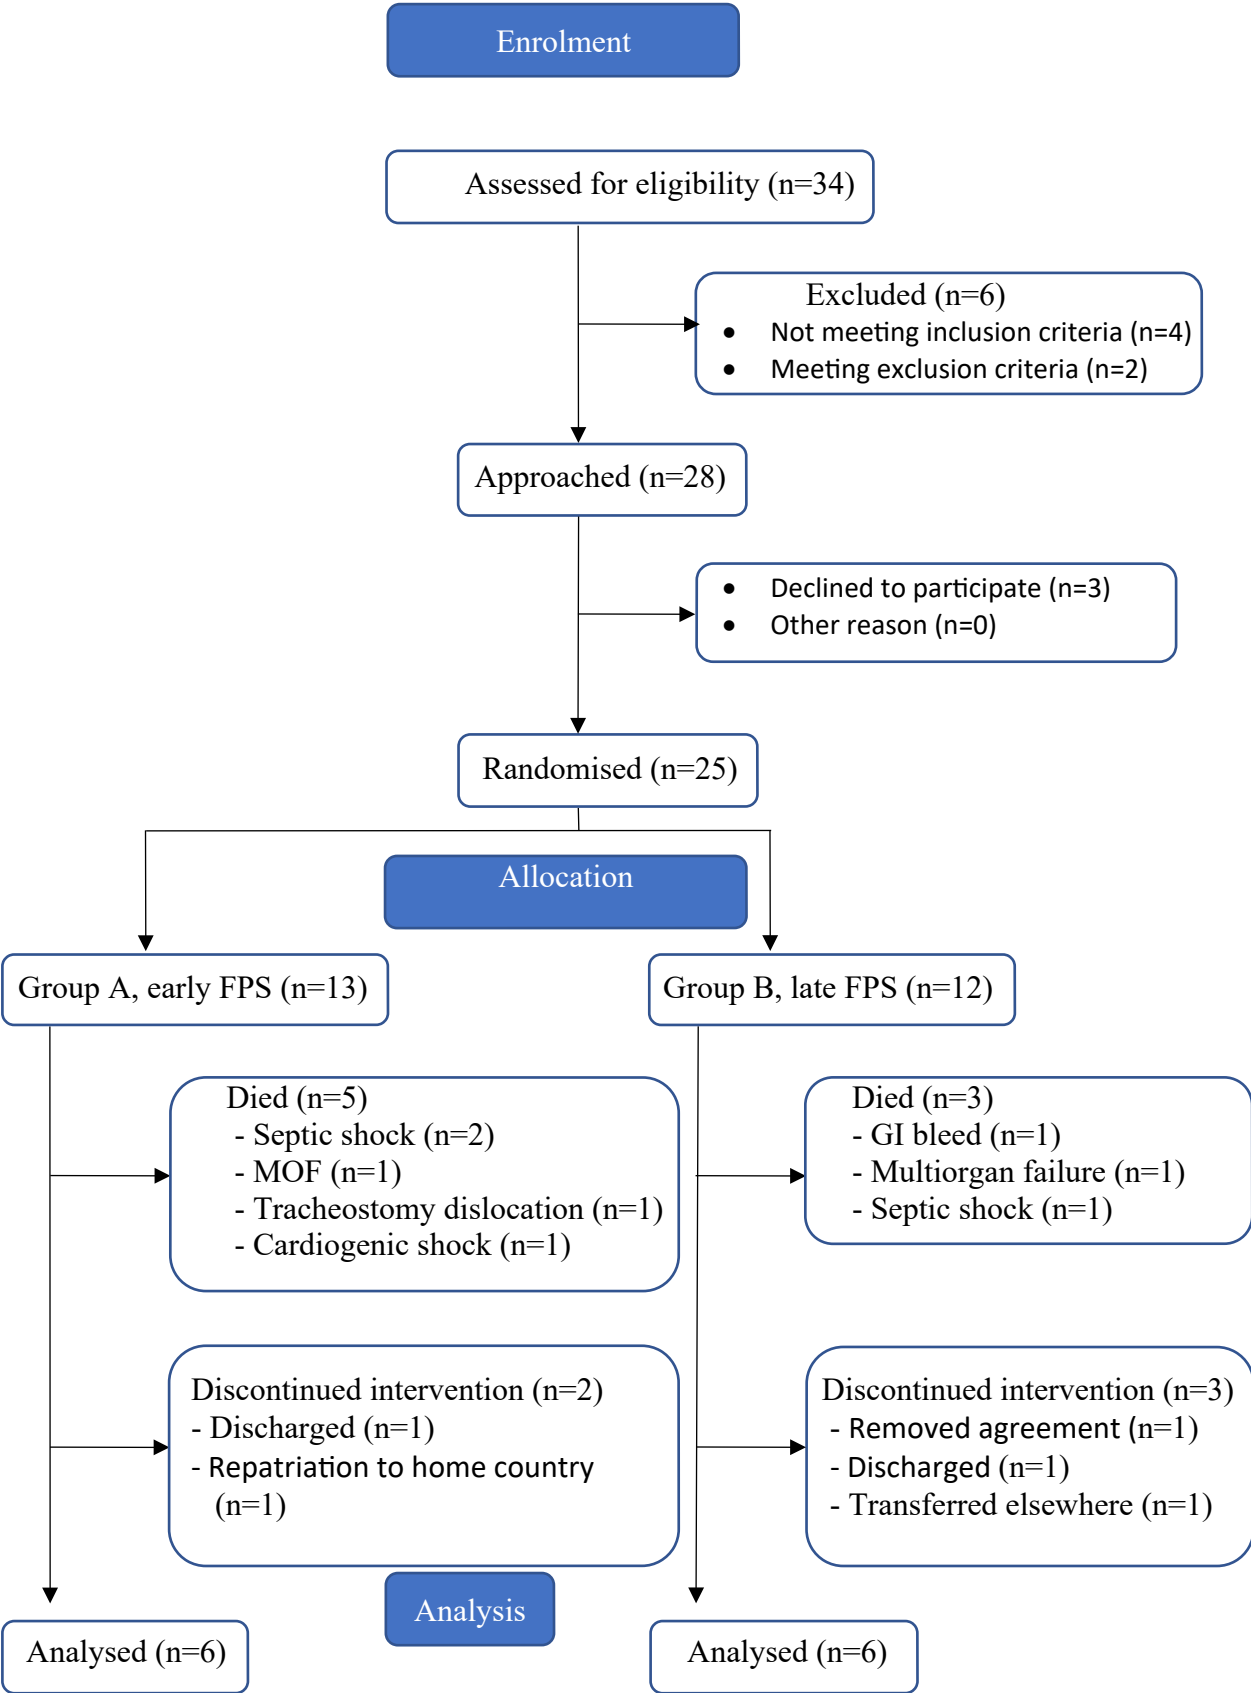 Enrolment
Assessed for eligibility (n=34)
Excluded (n=6)
• Not meeting inclusion criteria (n=4)
• Meeting exclusion criteria (n=2)
Approached (n=28)
• Declined to participate (n=3)
• Other reason (n=0)
Randomised (n=25)
Allocation
Group A, early FPS (n=13)
Group B, late FPS (n=12)
Died (n=5)
- Septic shock (n=2)
- MOF (n=1)
- Tracheostomy dislocation (n=1)
- Cardiogenic shock (n=1)
Died (n=3)
- GI bleed (n=1)
- Multiorgan failure (n=1)
- Septic shock (n=1)
Discontinued intervention (n=2)
- Discharged (n=1)
- Repatriation to home country
(n=1)
Discontinued intervention (n=3)
- Removed agreement (n=1)
- Discharged (n=1)
- Transferred elsewhere (n=1)
Analysis
Analysed (n=6)
Analysed (n=6)